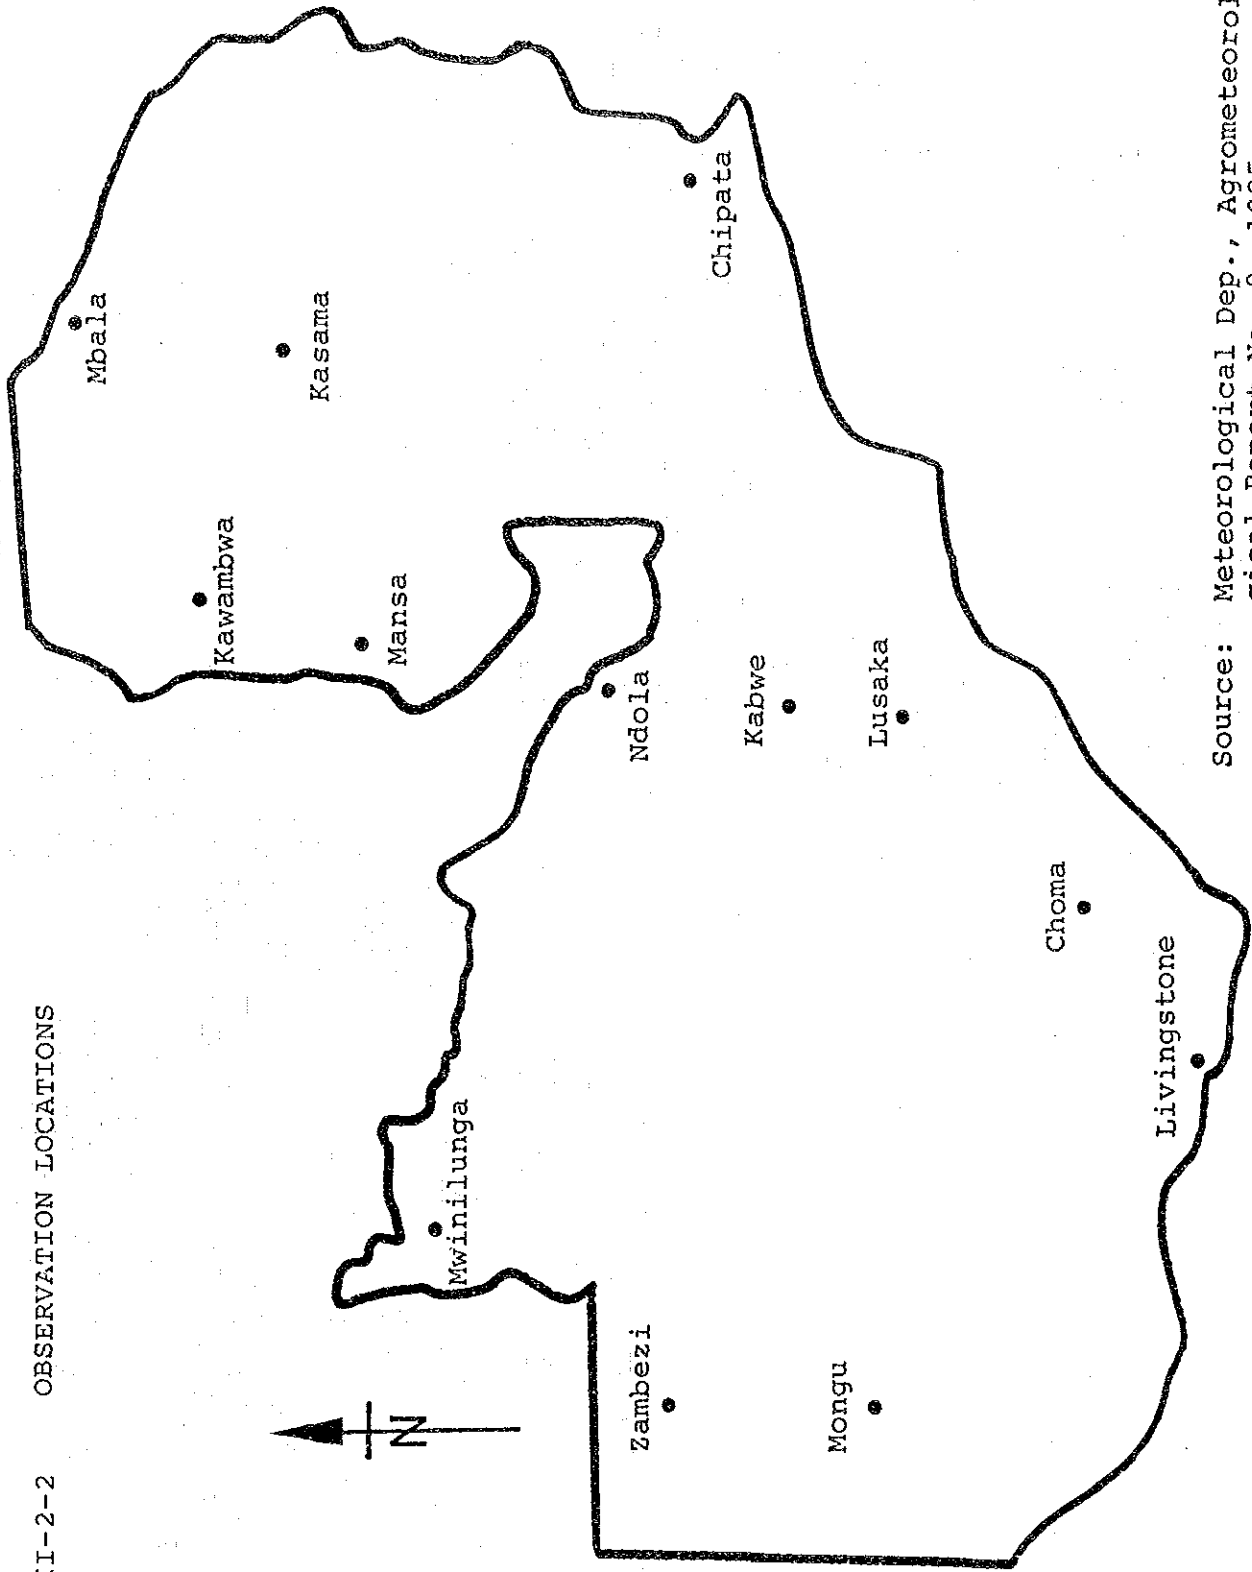 II-2-2 OBSERVATION LOCATIONS
N
Mbala
Kasama
Kawambwa
Mansa
Chipata
Ndola
Kabwe
Lusaka
Mwinilunga
Zambezi
Mongu
Choma
Livingstone
Source: Meteorological Dep., Agrometeorol